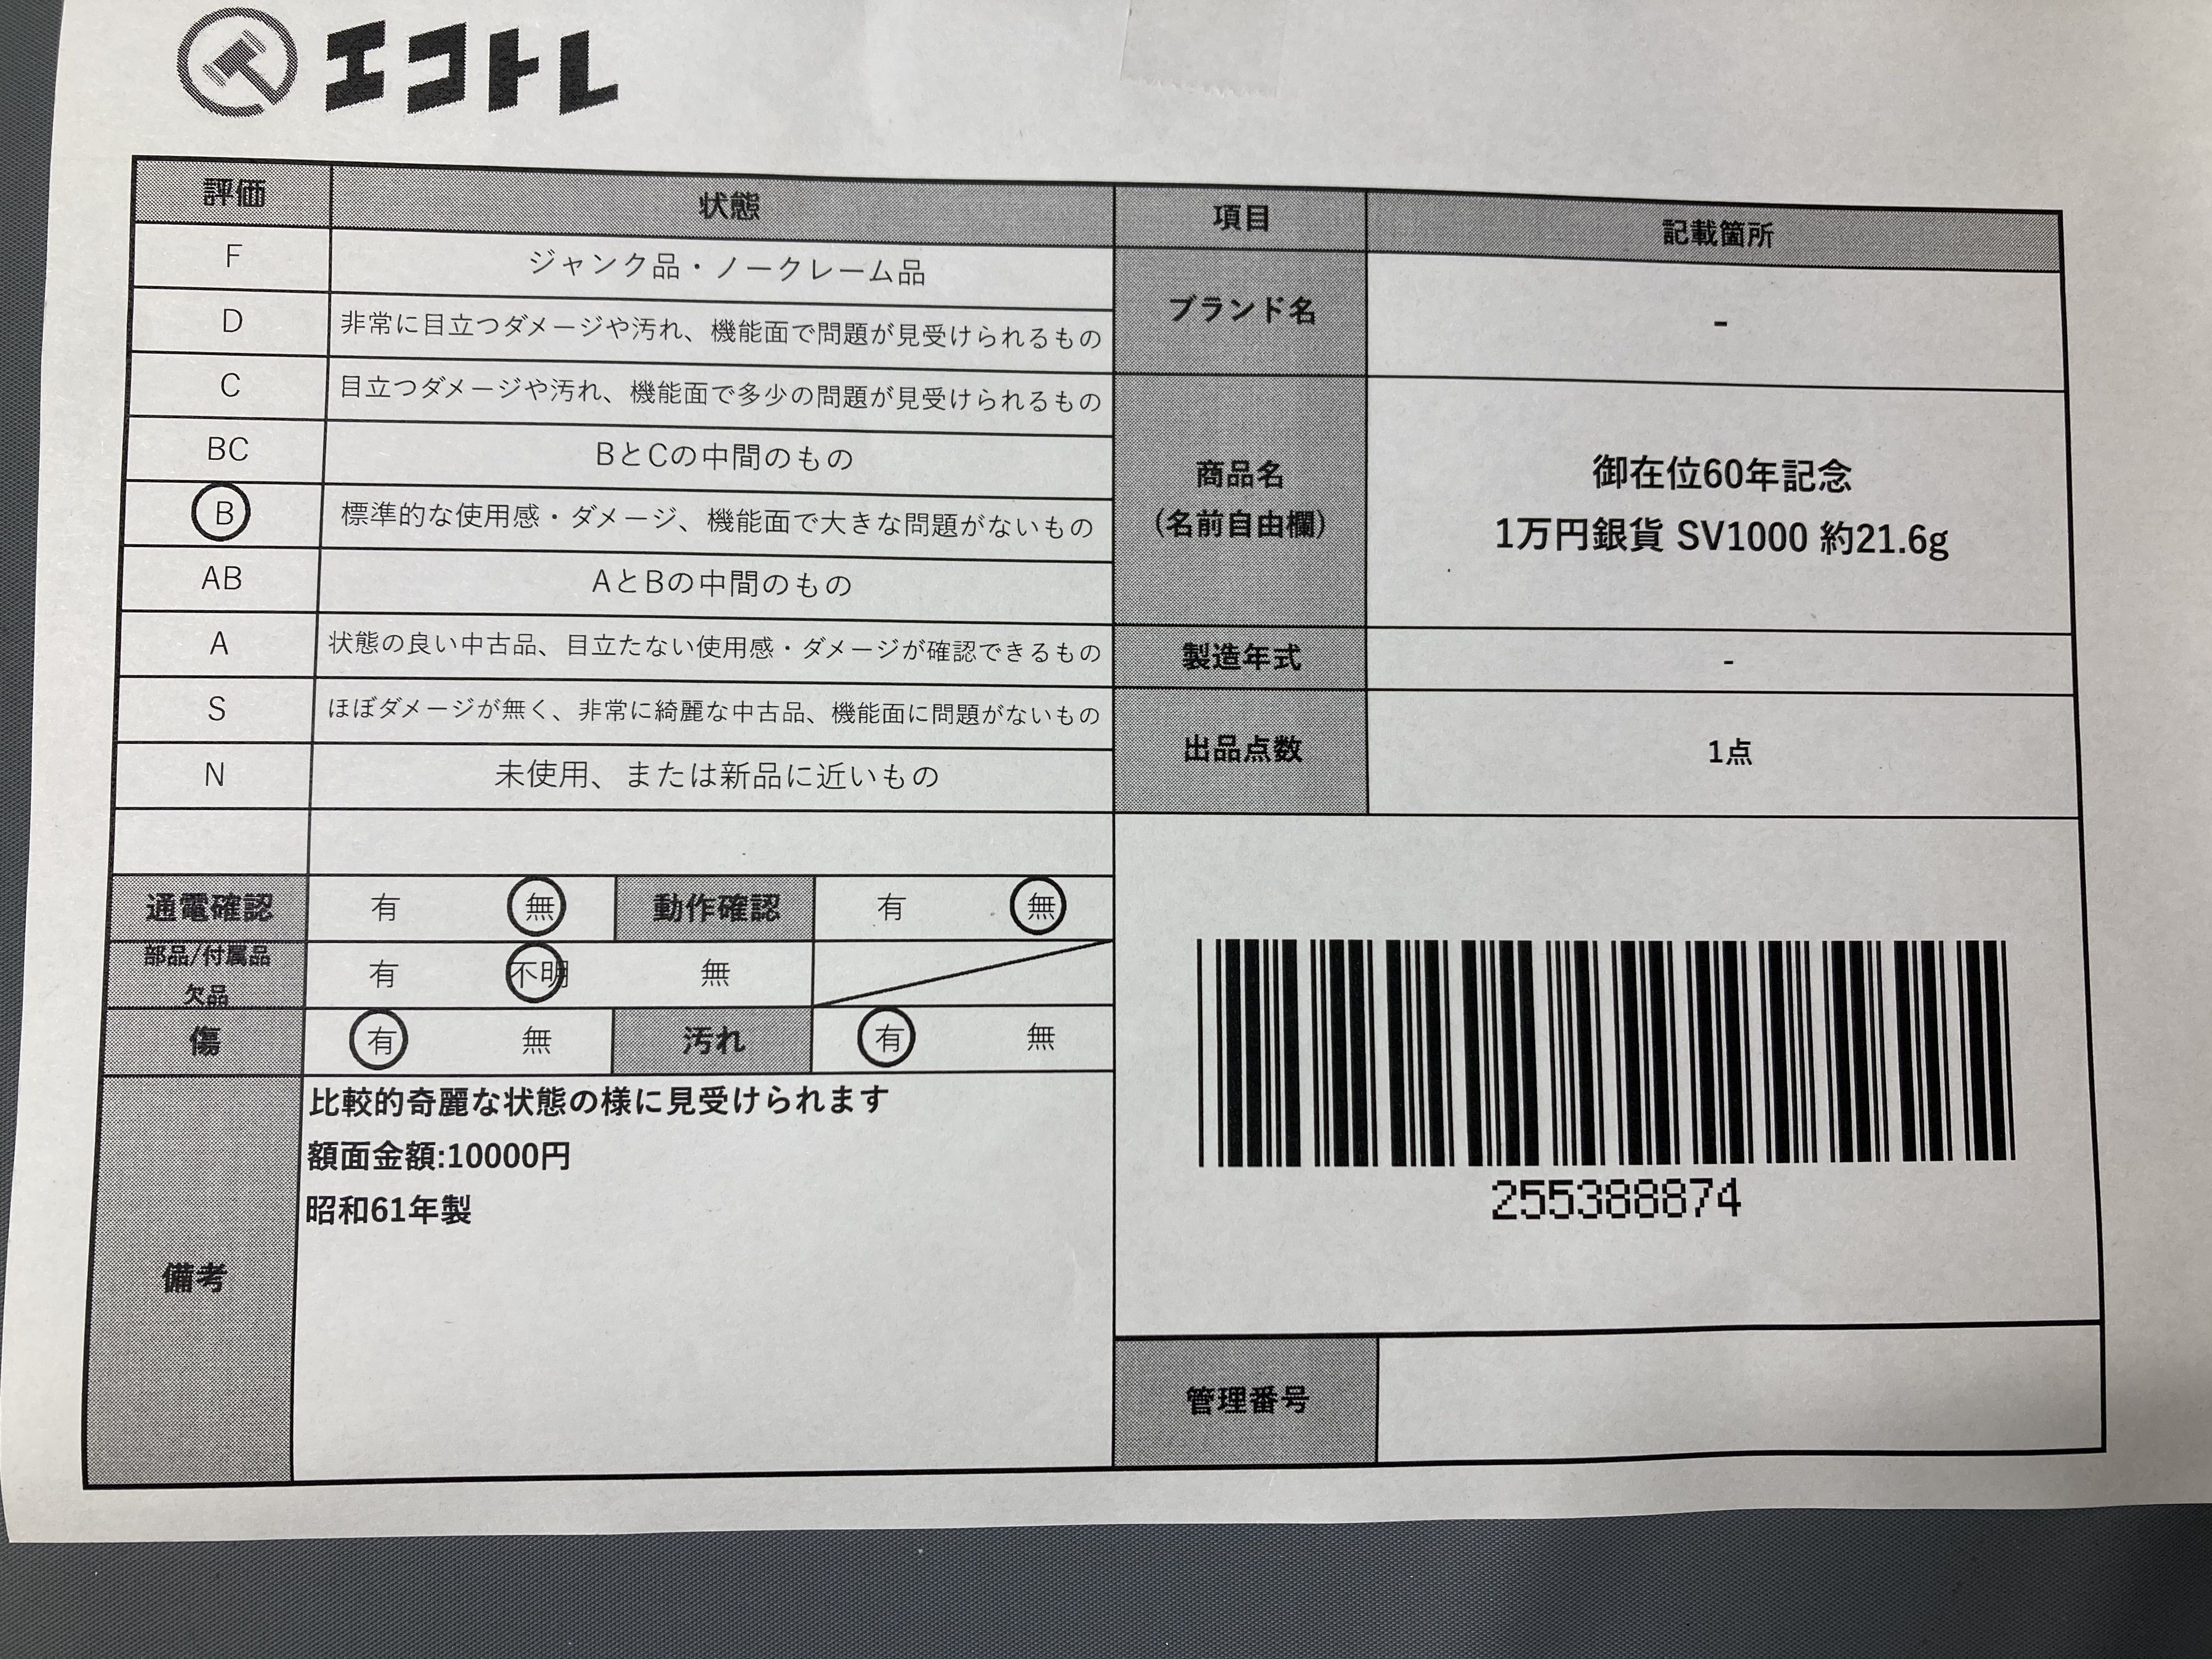 エコトレ
評価 状態
F ジャンク品・ノークレーム品
D 非常に目立つダメージや汚れ、機能面で問題が見受けられるもの
C 目立つダメージや汚れ、機能面で多少の問題が見受けられるもの
BC BとCの中間のもの
B 標準的な使用感・ダメージ、機能面で大きな問題がないもの
AB AとBの中間のもの
A 状態の良い中古品、目立たない使用感・ダメージが確認できるもの
S ほぼダメージが無く、非常に綺麗な中古品、機能面に問題がないもの
N 未使用、または新品に近いもの
通電確認 有 無 動作確認 有 無
部品/付属品
欠品
有 不明 無
傷 有 無 汚れ 有 無
備考
比較的奇麗な状態の様に見受けられます
額面金額:10000円
昭和61年製
項目 記載箇所
ブランド名 -
商品名
(名前自由欄)
御在位60年記念
1万円銀貨 SV1000 約21.6g
製造年式 -
出品点数 1点
255388874
管理番号